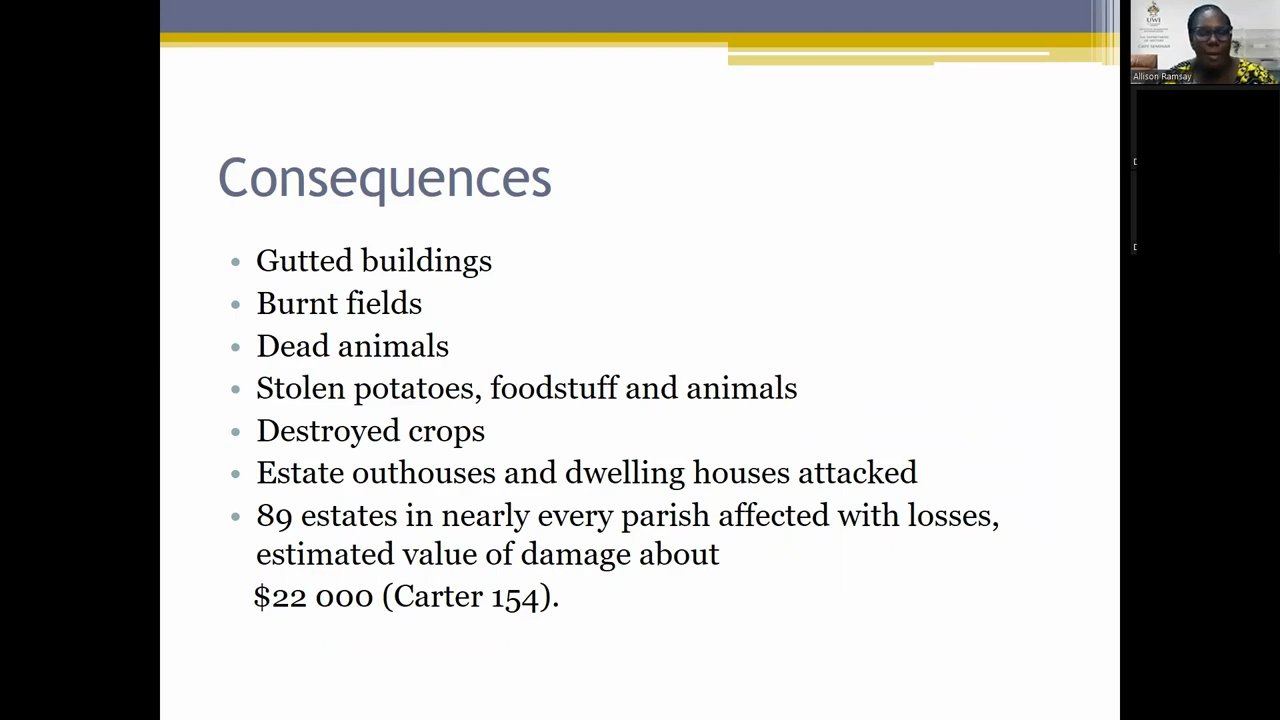 Consequences
• Gutted buildings
• Burnt fields
• Dead animals
• Stolen potatoes, foodstuff and animals
• Destroyed crops
• Estate outhouses and dwelling houses attacked
• 89 estates in nearly every parish affected with losses,
estimated value of damage about
$22 000 (Carter 154).
UWI
Allison Ramsay